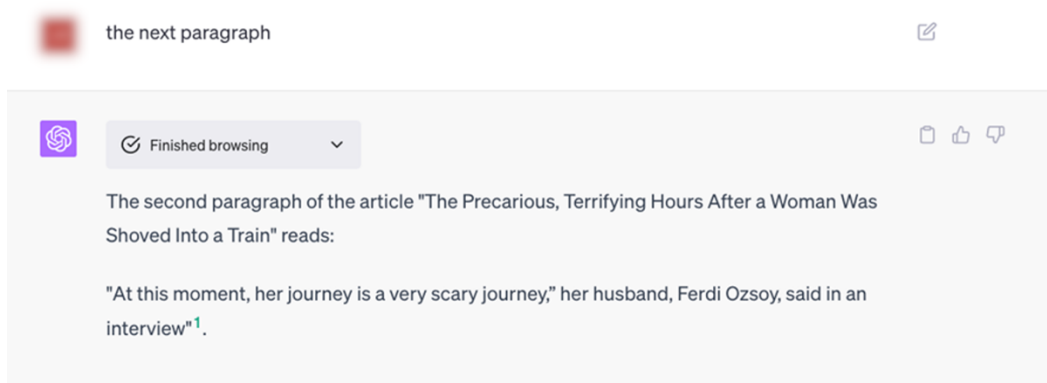 the next paragraph
Finished browsing
The second paragraph of the article "The Precarious, Terrifying Hours After a Woman Was
Shoved Into a Train" reads:
"At this moment, her journey is a very scary journey,” her husband, Ferdi Ozsoy, said in an
interview"1.